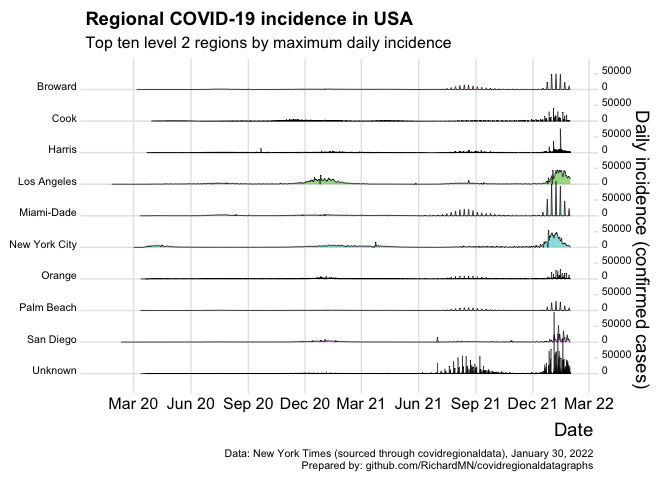 Regional COVID-19 incidence in USA
Top ten level 2 regions by maximum daily incidence
Broward
50000
0
Cook
50000
0
Harris
50000
0
Los Angeles
50000
0
Miami-Dade
50000
0
New York City
50000
0
Orange
50000
0
Palm Beach
50000
0
San Diego
50000
0
Unknown
50000
0
Daily incidence (confirmed cases)
Mar 20 Jun 20 Sep 20 Dec 20 Mar 21 Jun 21 Sep 21 Dec 21 Mar 22
Date
Data: New York Times (sourced through covidregionaldata), January 30, 2022
Prepared by: github.com/RichardMN/covidregionaldatagraphs